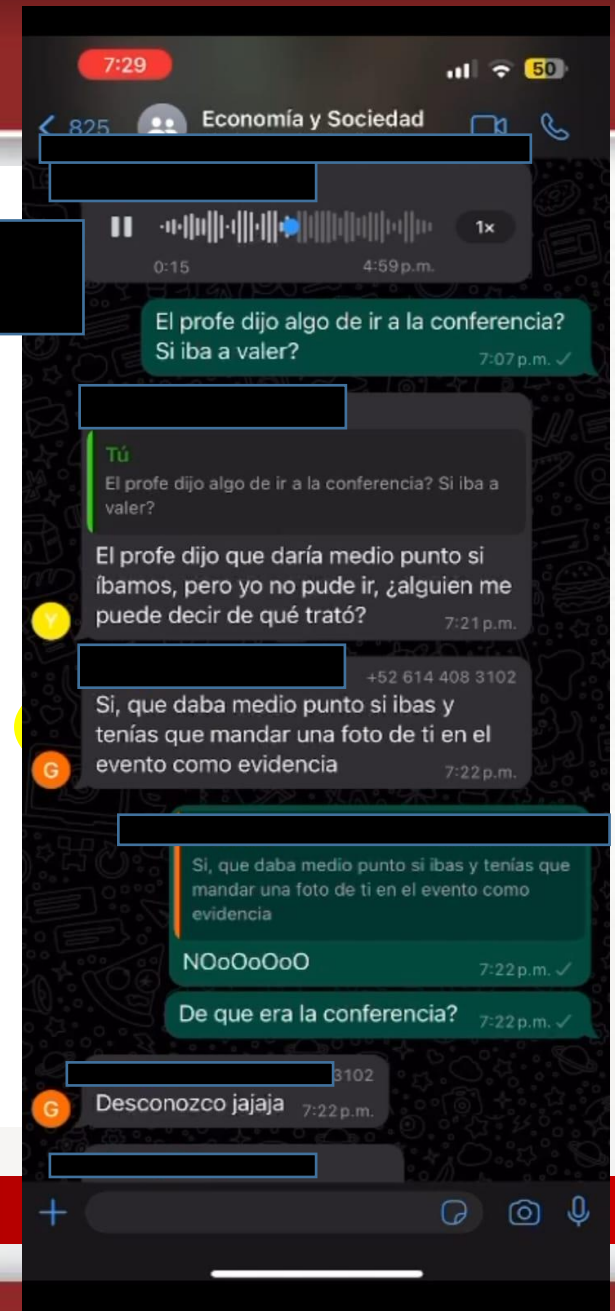 7:29
50
825
Economía y Sociedad
1x
0:15
4:59 p.m.
El profe dijo algo de ir a la conferencia?
Si iba a valer?
7:07 p.m.
Tú
El profe dijo algo de ir a la conferencia? Si iba a
valer?
El profe dijo que daría medio punto si
íbamos, pero yo no pude ir, ¿alguien me
puede decir de qué trató?
7:21 p.m.
Y
+52 614 408 3102
Si, que daba medio punto si ibas y
tenías que mandar una foto de ti en el
evento como evidencia
7:22 p.m.
G
Si, que daba medio punto si ibas y tenías que
mandar una foto de ti en el evento como
evidencia
NOoOoOoO
7:22 p.m.
De que era la conferencia?
7:22 p.m.
3102
Desconozco jajaja
7:22 p.m.
G